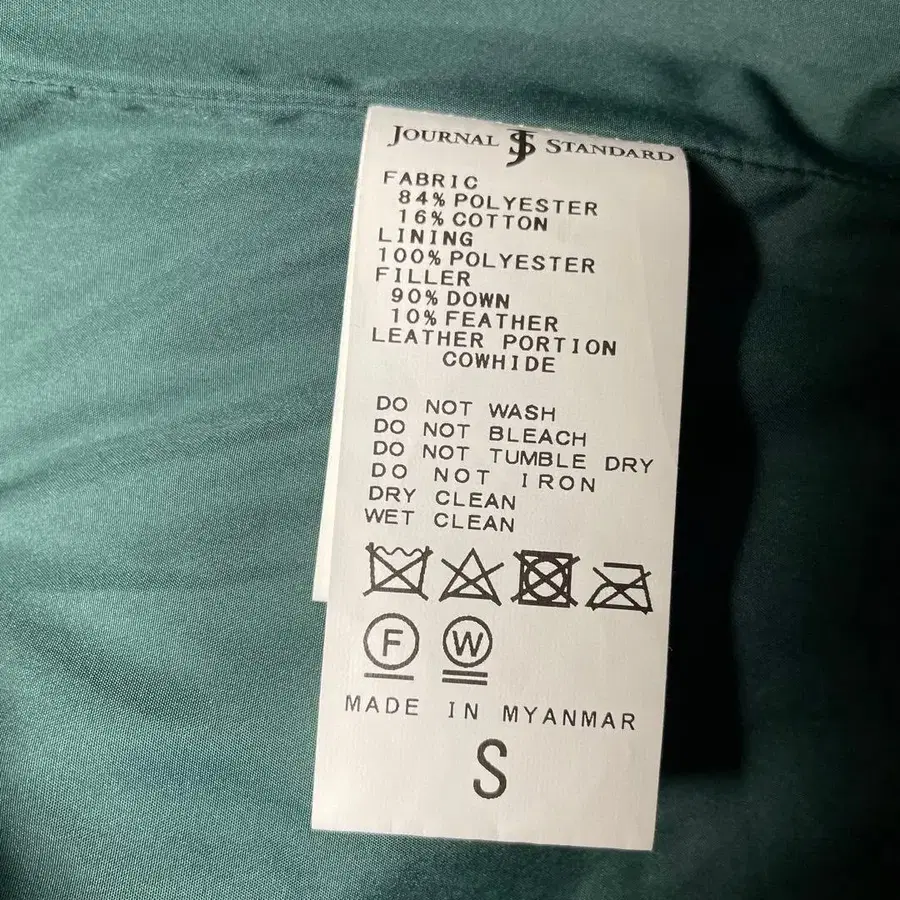 JOURNAL JS STANDARD
FABRIC
84% POLYESTER
16% COTTON
LINING
100% POLYESTER
FILLER
90% DOWN
10% FEATHER
LEATHER PORTION
COWHIDE
DO NOT WASH
DO NOT BLEACH
DO NOT TUMBLE DRY
DO NOT IRON
DRY CLEAN
WET CLEAN
F W
MADE IN MYANMAR
S